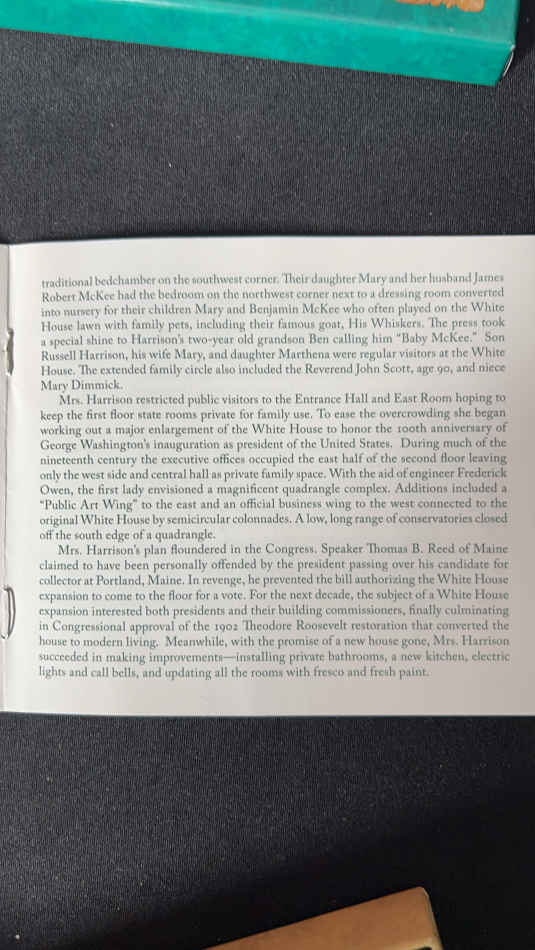 traditional bedchamber on the southwest corner. Their daughter Mary and her husband James
Robert McKee had the bedroom on the northwest corner next to a dressing room converted
into nursery for their children Mary and Benjamin McKee who often played on the White
House lawn with family pets, including their famous goat, His Whiskers. The press took
a special shine to Harrison's two-year old grandson Ben calling him "Baby McKee." Son
Russell Harrison, his wife Mary, and daughter Marthena were regular visitors at the White
House. The extended family circle also included the Reverend John Scott, age 90, and niece
Mary Dimmick.
Mrs. Harrison restricted public visitors to the Entrance Hall and East Room hoping to
keep the first floor state rooms private for family use. To ease the overcrowding she began
working out a major enlargement of the White House to honor the 100th anniversary of
George Washington's inauguration as president of the United States. During much of the
nineteenth century the executive offices occupied the east half of the second floor leaving
only the west side and central hall as private family space. With the aid of engineer Frederick
Owen, the first lady envisioned a magnificent quadrangle complex. Additions included a
"Public Art Wing" to the east and an official business wing to the west connected to the
original White House by semicircular colonnades. A low, long range of conservatories closed
off the south edge of a quadrangle.
Mrs. Harrison's plan floundered in the Congress. Speaker Thomas B. Reed of Maine
claimed to have been personally offended by the president passing over his candidate for
collector at Portland, Maine. In revenge, he prevented the bill authorizing the White House
expansion to come to the floor for a vote. For the next decade, the subject of a White House
expansion interested both presidents and their building commissioners, finally culminating
in Congressional approval of the 1902 Theodore Roosevelt restoration that converted the
house to modern living. Meanwhile, with the promise of a new house gone, Mrs. Harrison
succeeded in making improvements—installing private bathrooms, a new kitchen, electric
lights and call bells, and updating all the rooms with fresco and fresh paint.